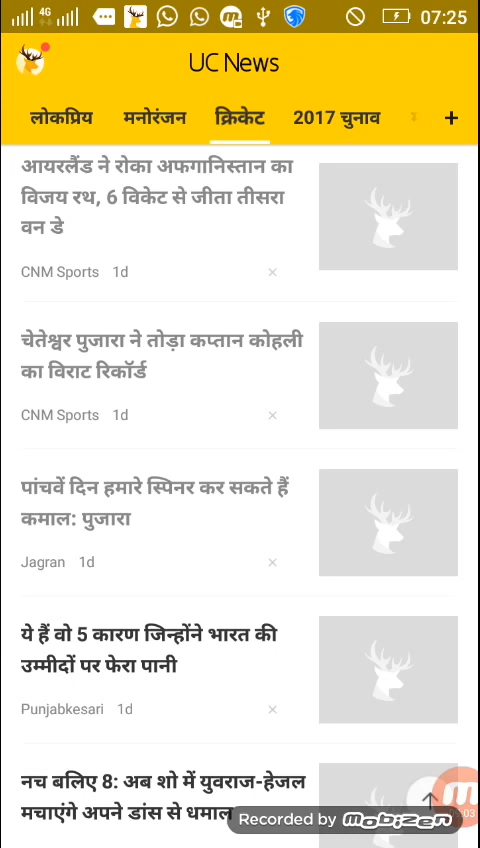 4G
07:25
UC News
लोकप्रिय मनोरंजन क्रिकेट 2017 चुनाव +
आयरलैंड ने रोका अफगानिस्तान का
विजय रथ, 6 विकेट से जीता तीसरा
वन डे
CNM Sports 1d ×
चेतेश्वर पुजारा ने तोड़ा कप्तान कोहली
का विराट रिकॉर्ड
CNM Sports 1d ×
पांचवें दिन हमारे स्पिनर कर सकते हैं
कमाल: पुजारा
Jagran 1d ×
ये हैं वो 5 कारण जिन्होंने भारत की
उम्मीदों पर फेरा पानी
Punjabkesari 1d ×
नच बलिए 8: अब शो में युवराज-हेजल
मचाएंगे अपने डांस से धमाल
Recorded by Mobizen